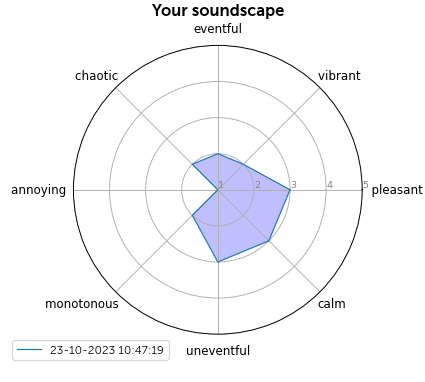 Your soundscape
eventful
chaotic
vibrant
annoying
1
2
3
4
5
pleasant
monotonous
calm
uneventful
23-10-2023 10:47:19